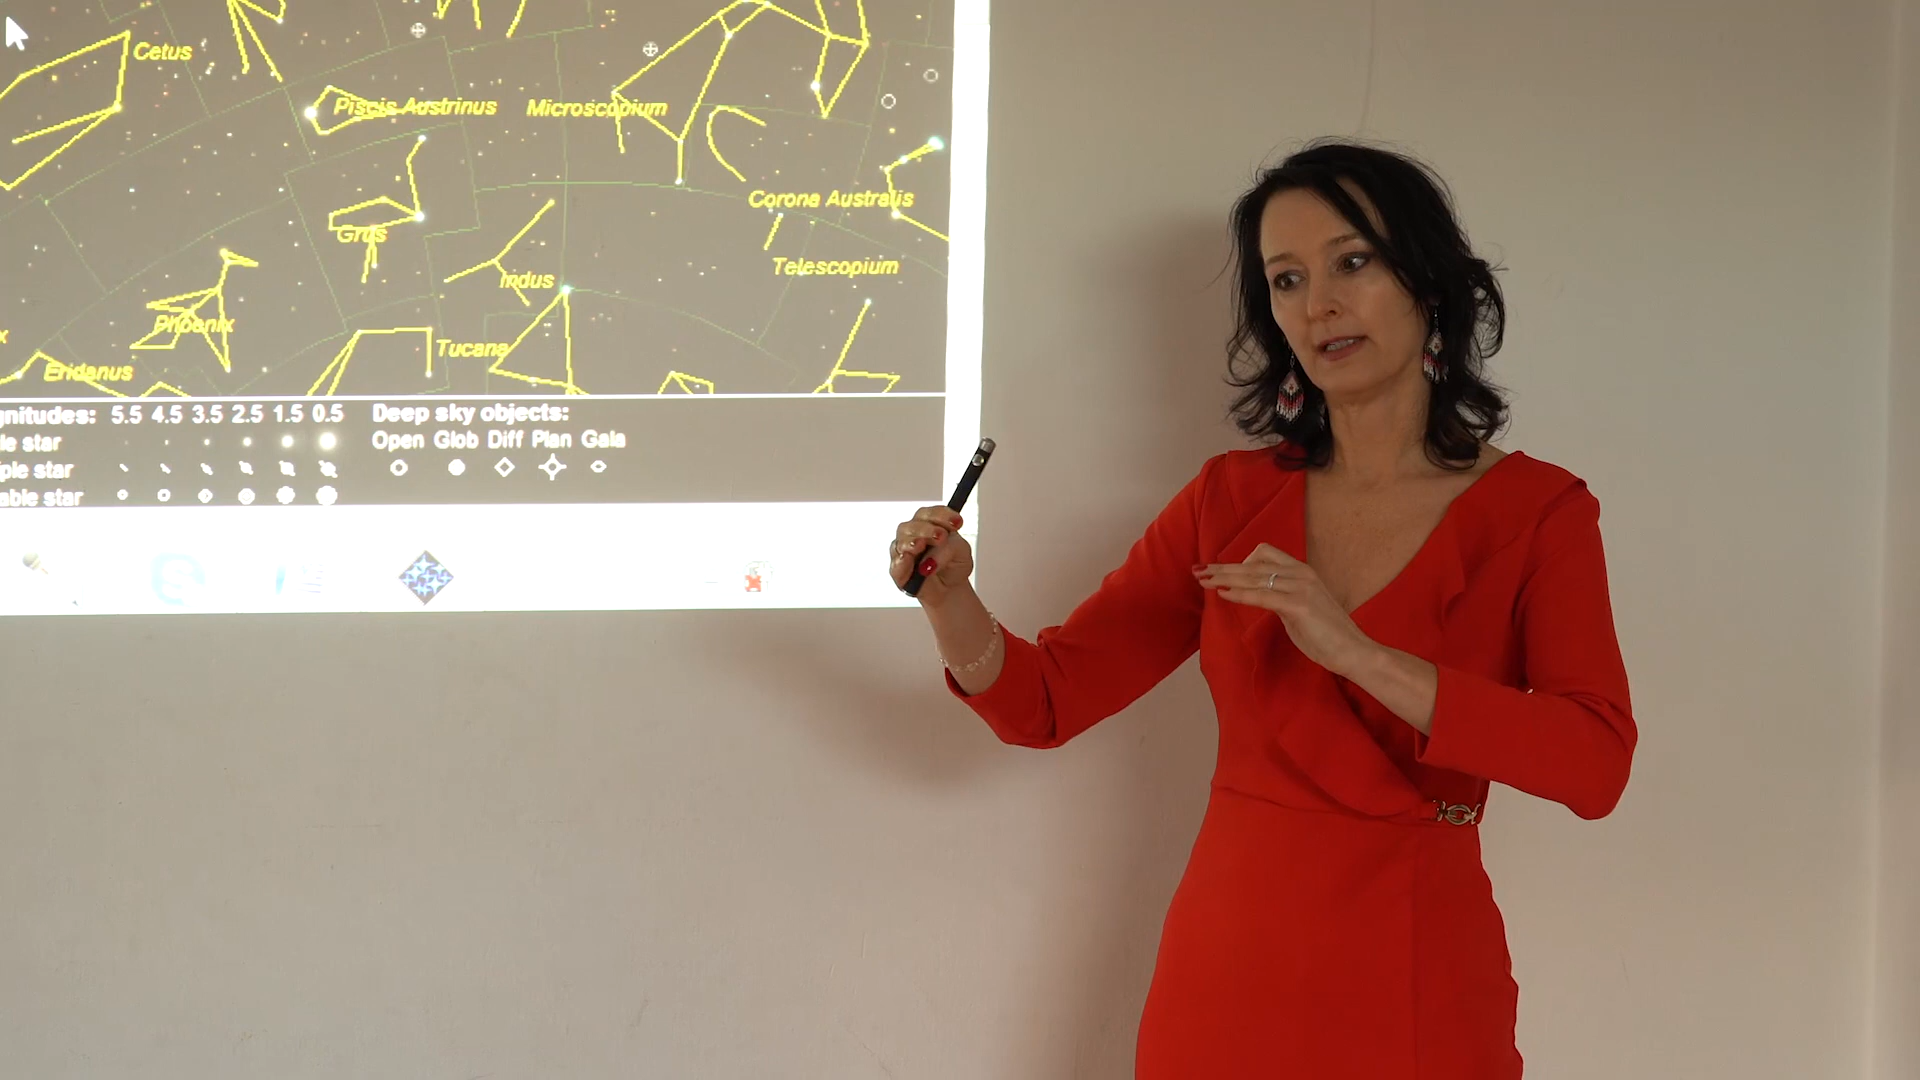 Cetus
Piscis Austrinus
Microscopium
Corona Australis
Grus
Telescopium
Indus
Phoenix
x
Tucana
Eridanus
gnitudes: 5.5 4.5 3.5 2.5 1.5 0.5
Deep sky objects:
le star
Open Glob Diff Plan Gala
ple star
able star